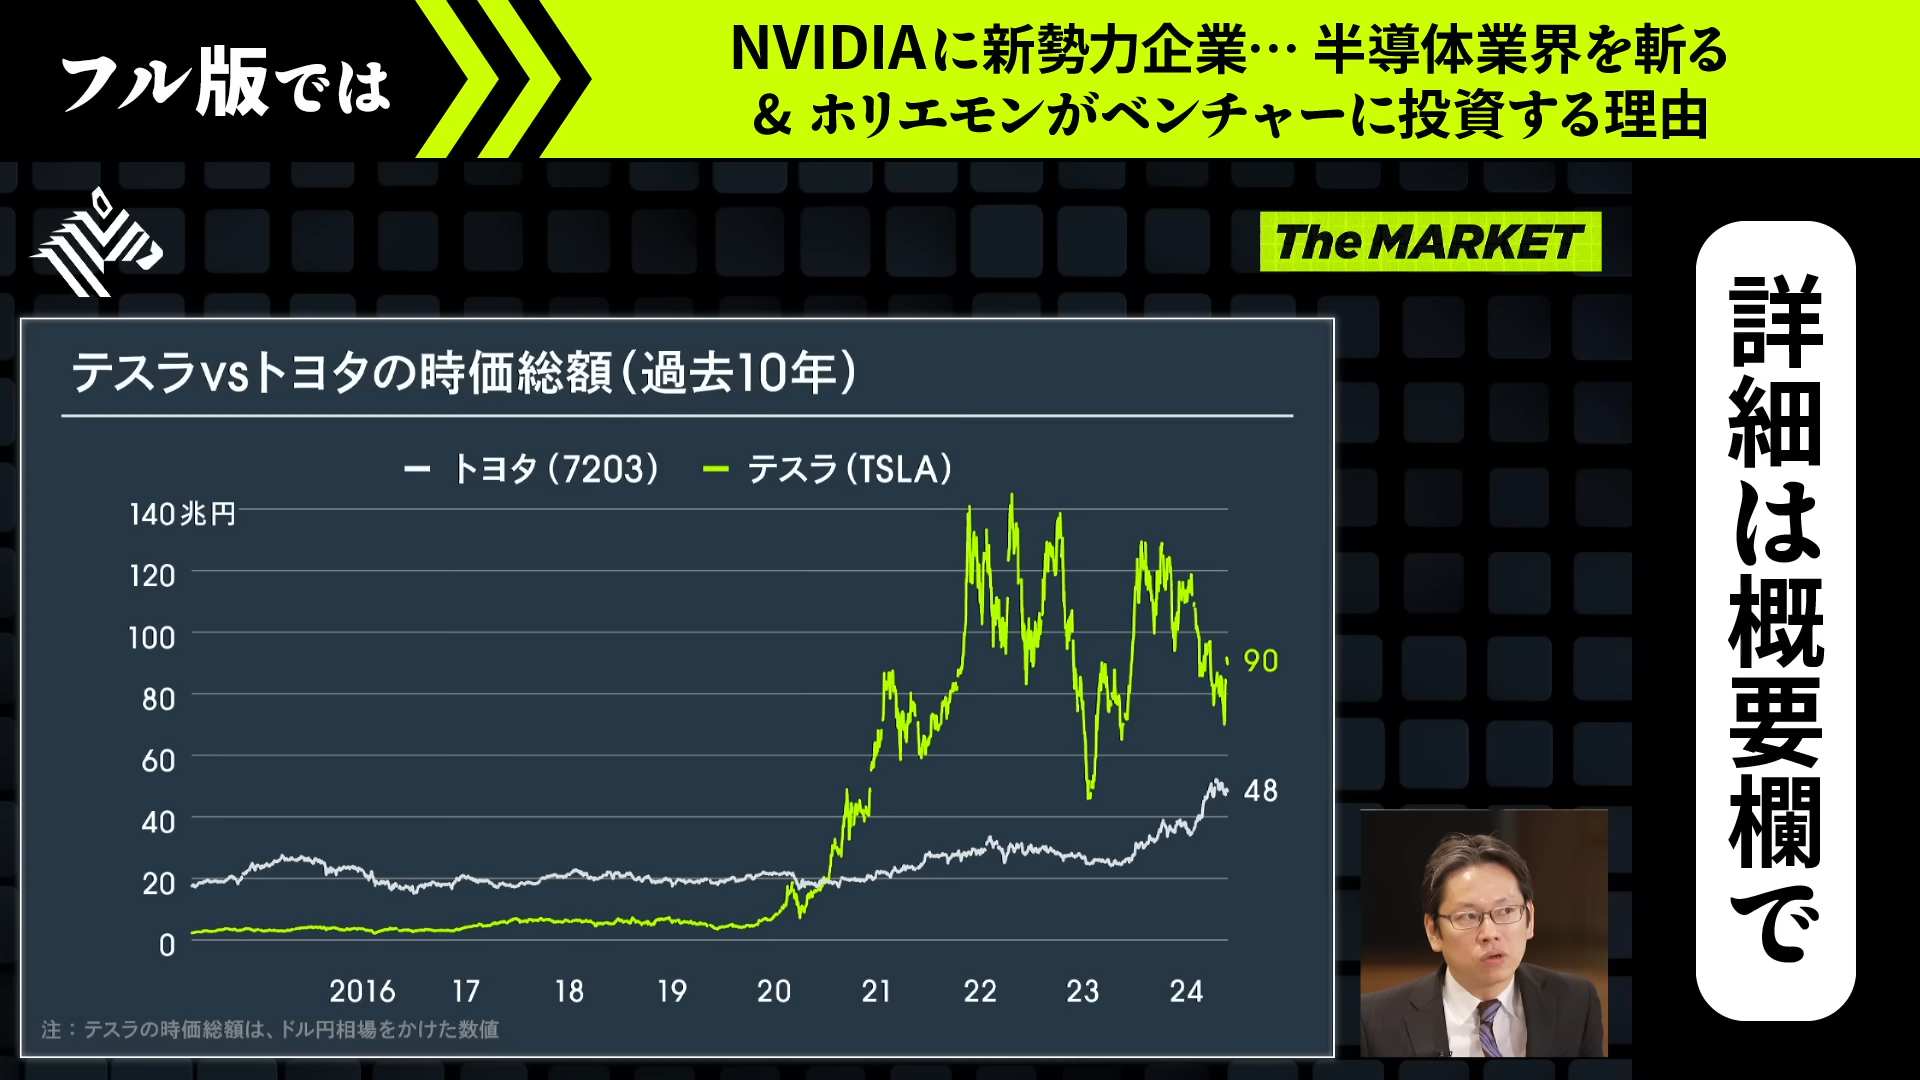 フル版では
NVIDIAに新勢力企業… 半導体業界を斬る
& ホリエモンがベンチャーに投資する理由
The MARKET
詳細は概要欄で
テスラvsトヨタの時価総額（過去10年）
トヨタ（7203） テスラ（TSLA）
140兆円
120
100
80
60
40
20
0
90
48
2016 17 18 19 20 21 22 23 24
注：テスラの時価総額は、ドル円相場をかけた数値